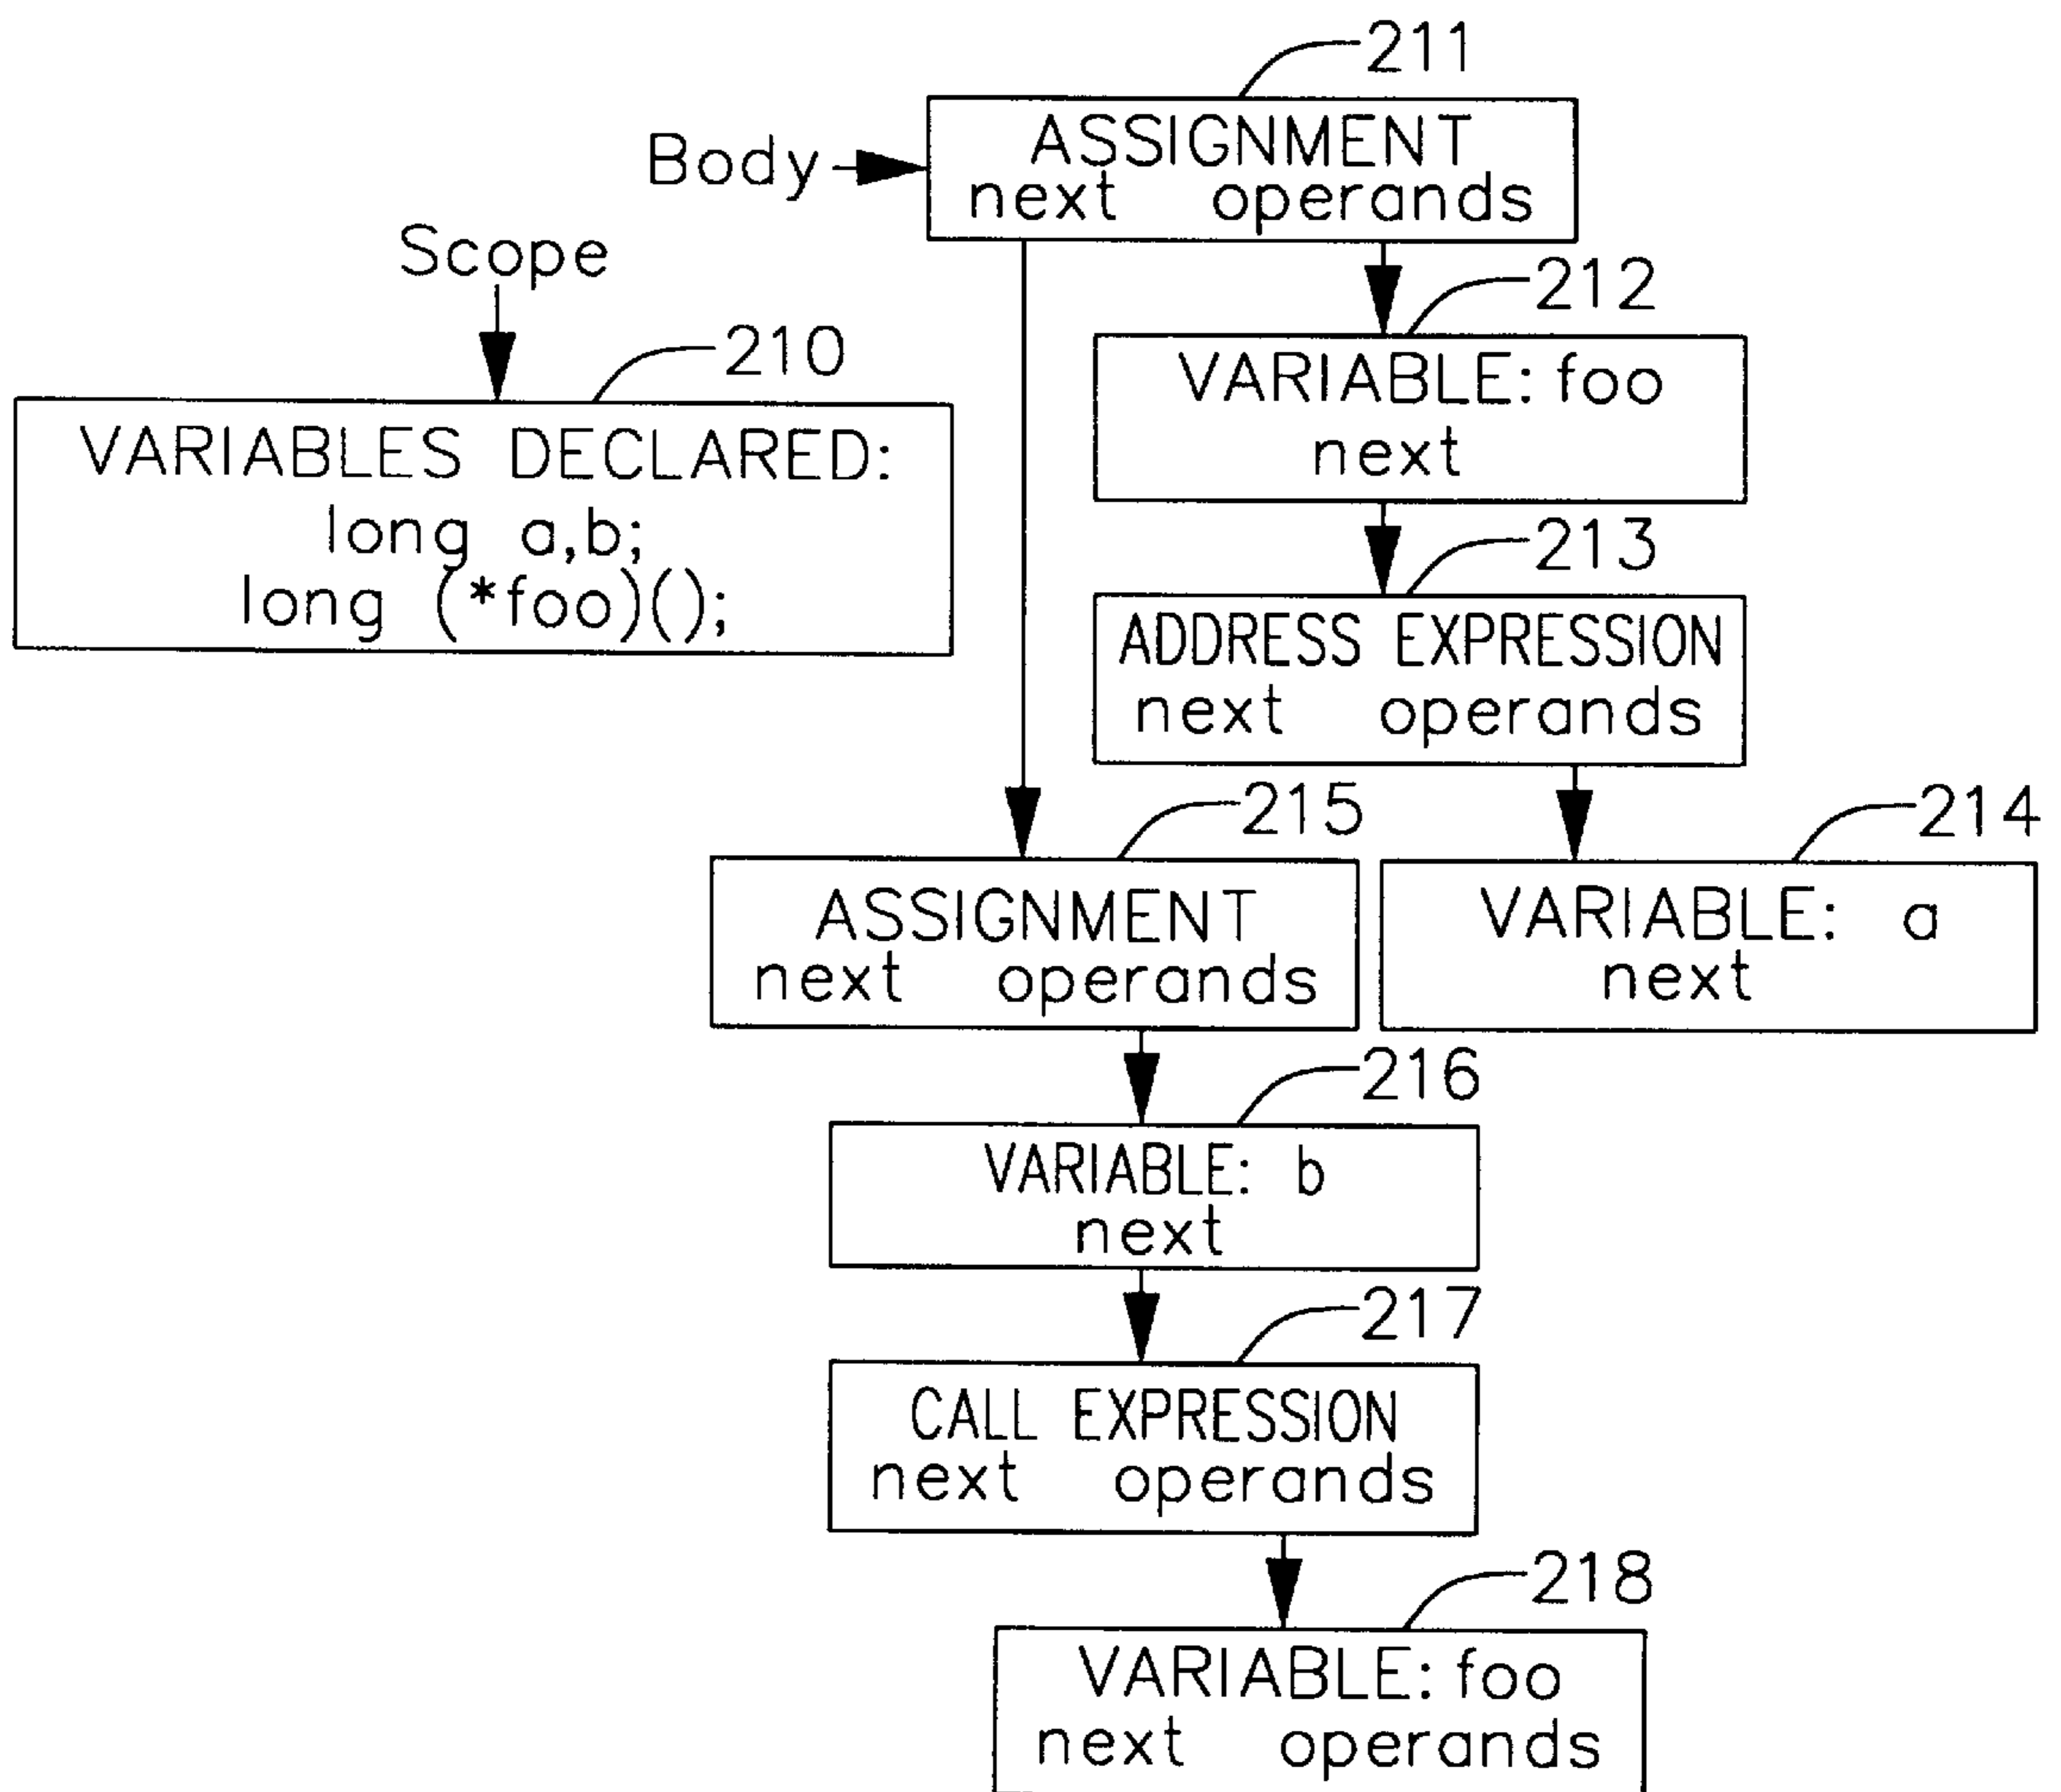 211
Body
ASSIGNMENT
next operands
Scope
212
210
VARIABLE: foo
next
VARIABLES DECLARED:
long a,b;
long (*foo)();
213
ADDRESS EXPRESSION
next operands
215
214
ASSIGNMENT
next operands
VARIABLE: a
next
216
VARIABLE: b
next
217
CALL EXPRESSION
next operands
218
VARIABLE: foo
next operands